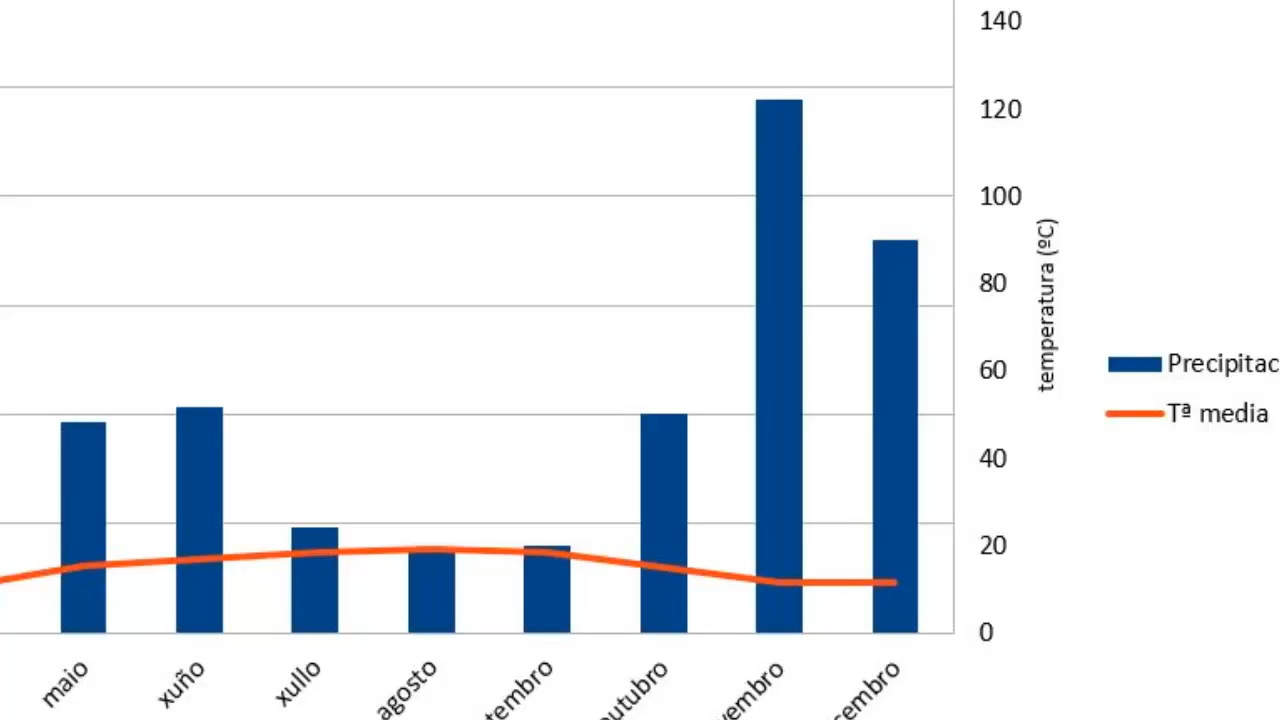 140
120
100
80
60
40
20
0
temperatura (ºC)
Precipitac
Tª media
maio
xuño
xullo
agosto
tembro
outubro
vembro
cembro